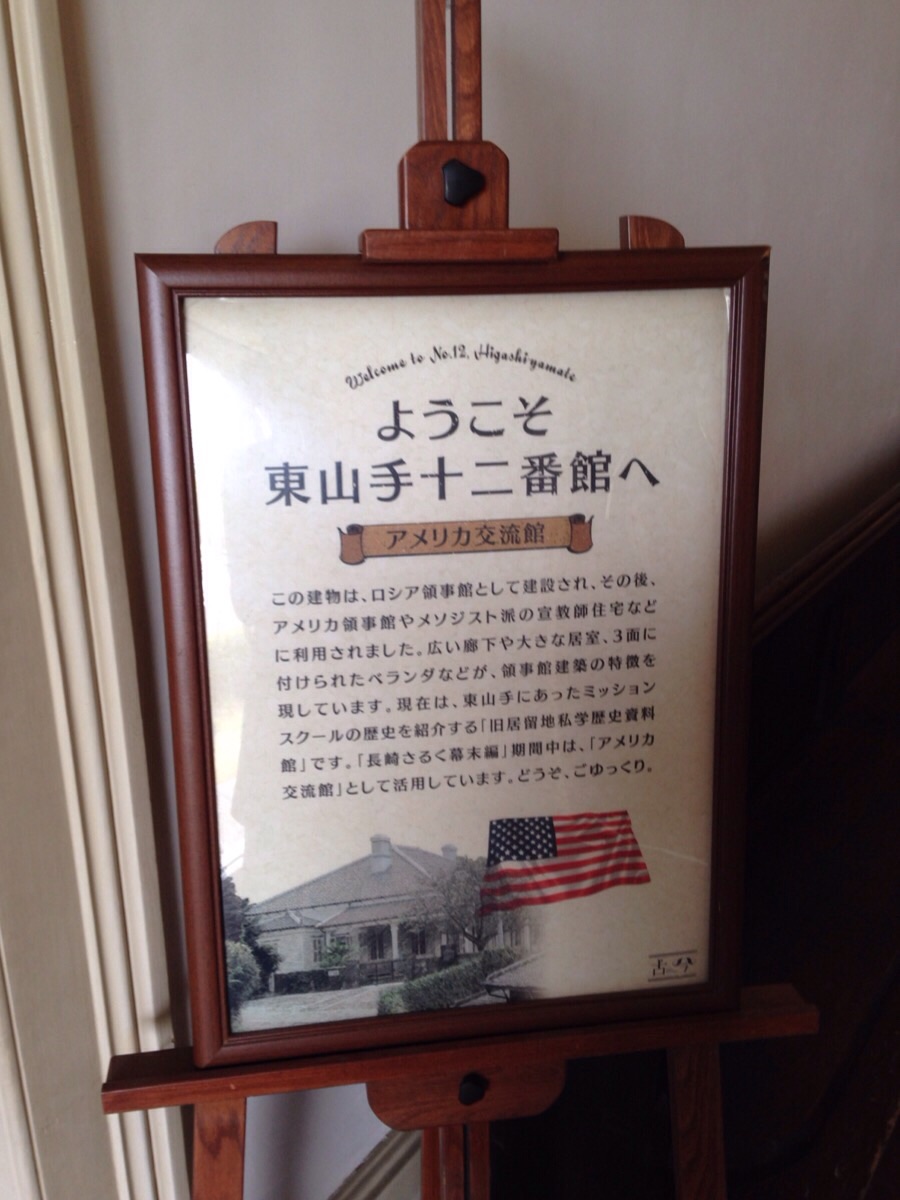 Welcome to No.12, Higashiyamate
ようこそ
東山手十二番館へ
アメリカ交流館
この建物は、ロシア領事館として建設され、その後、
アメリカ領事館やメソジスト派の宣教師住宅など
に利用されました。広い廊下や大きな居室、3面に
付けられたベランダなどが、領事館建築の特徴を
現しています。現在は、東山手にあったミッション
スクールの歴史を紹介する「旧居留地私学歴史資料
館」です。「長崎さるく幕末編」期間中は、「アメリカ
交流館」として活用しています。どうぞ、ごゆっくり。